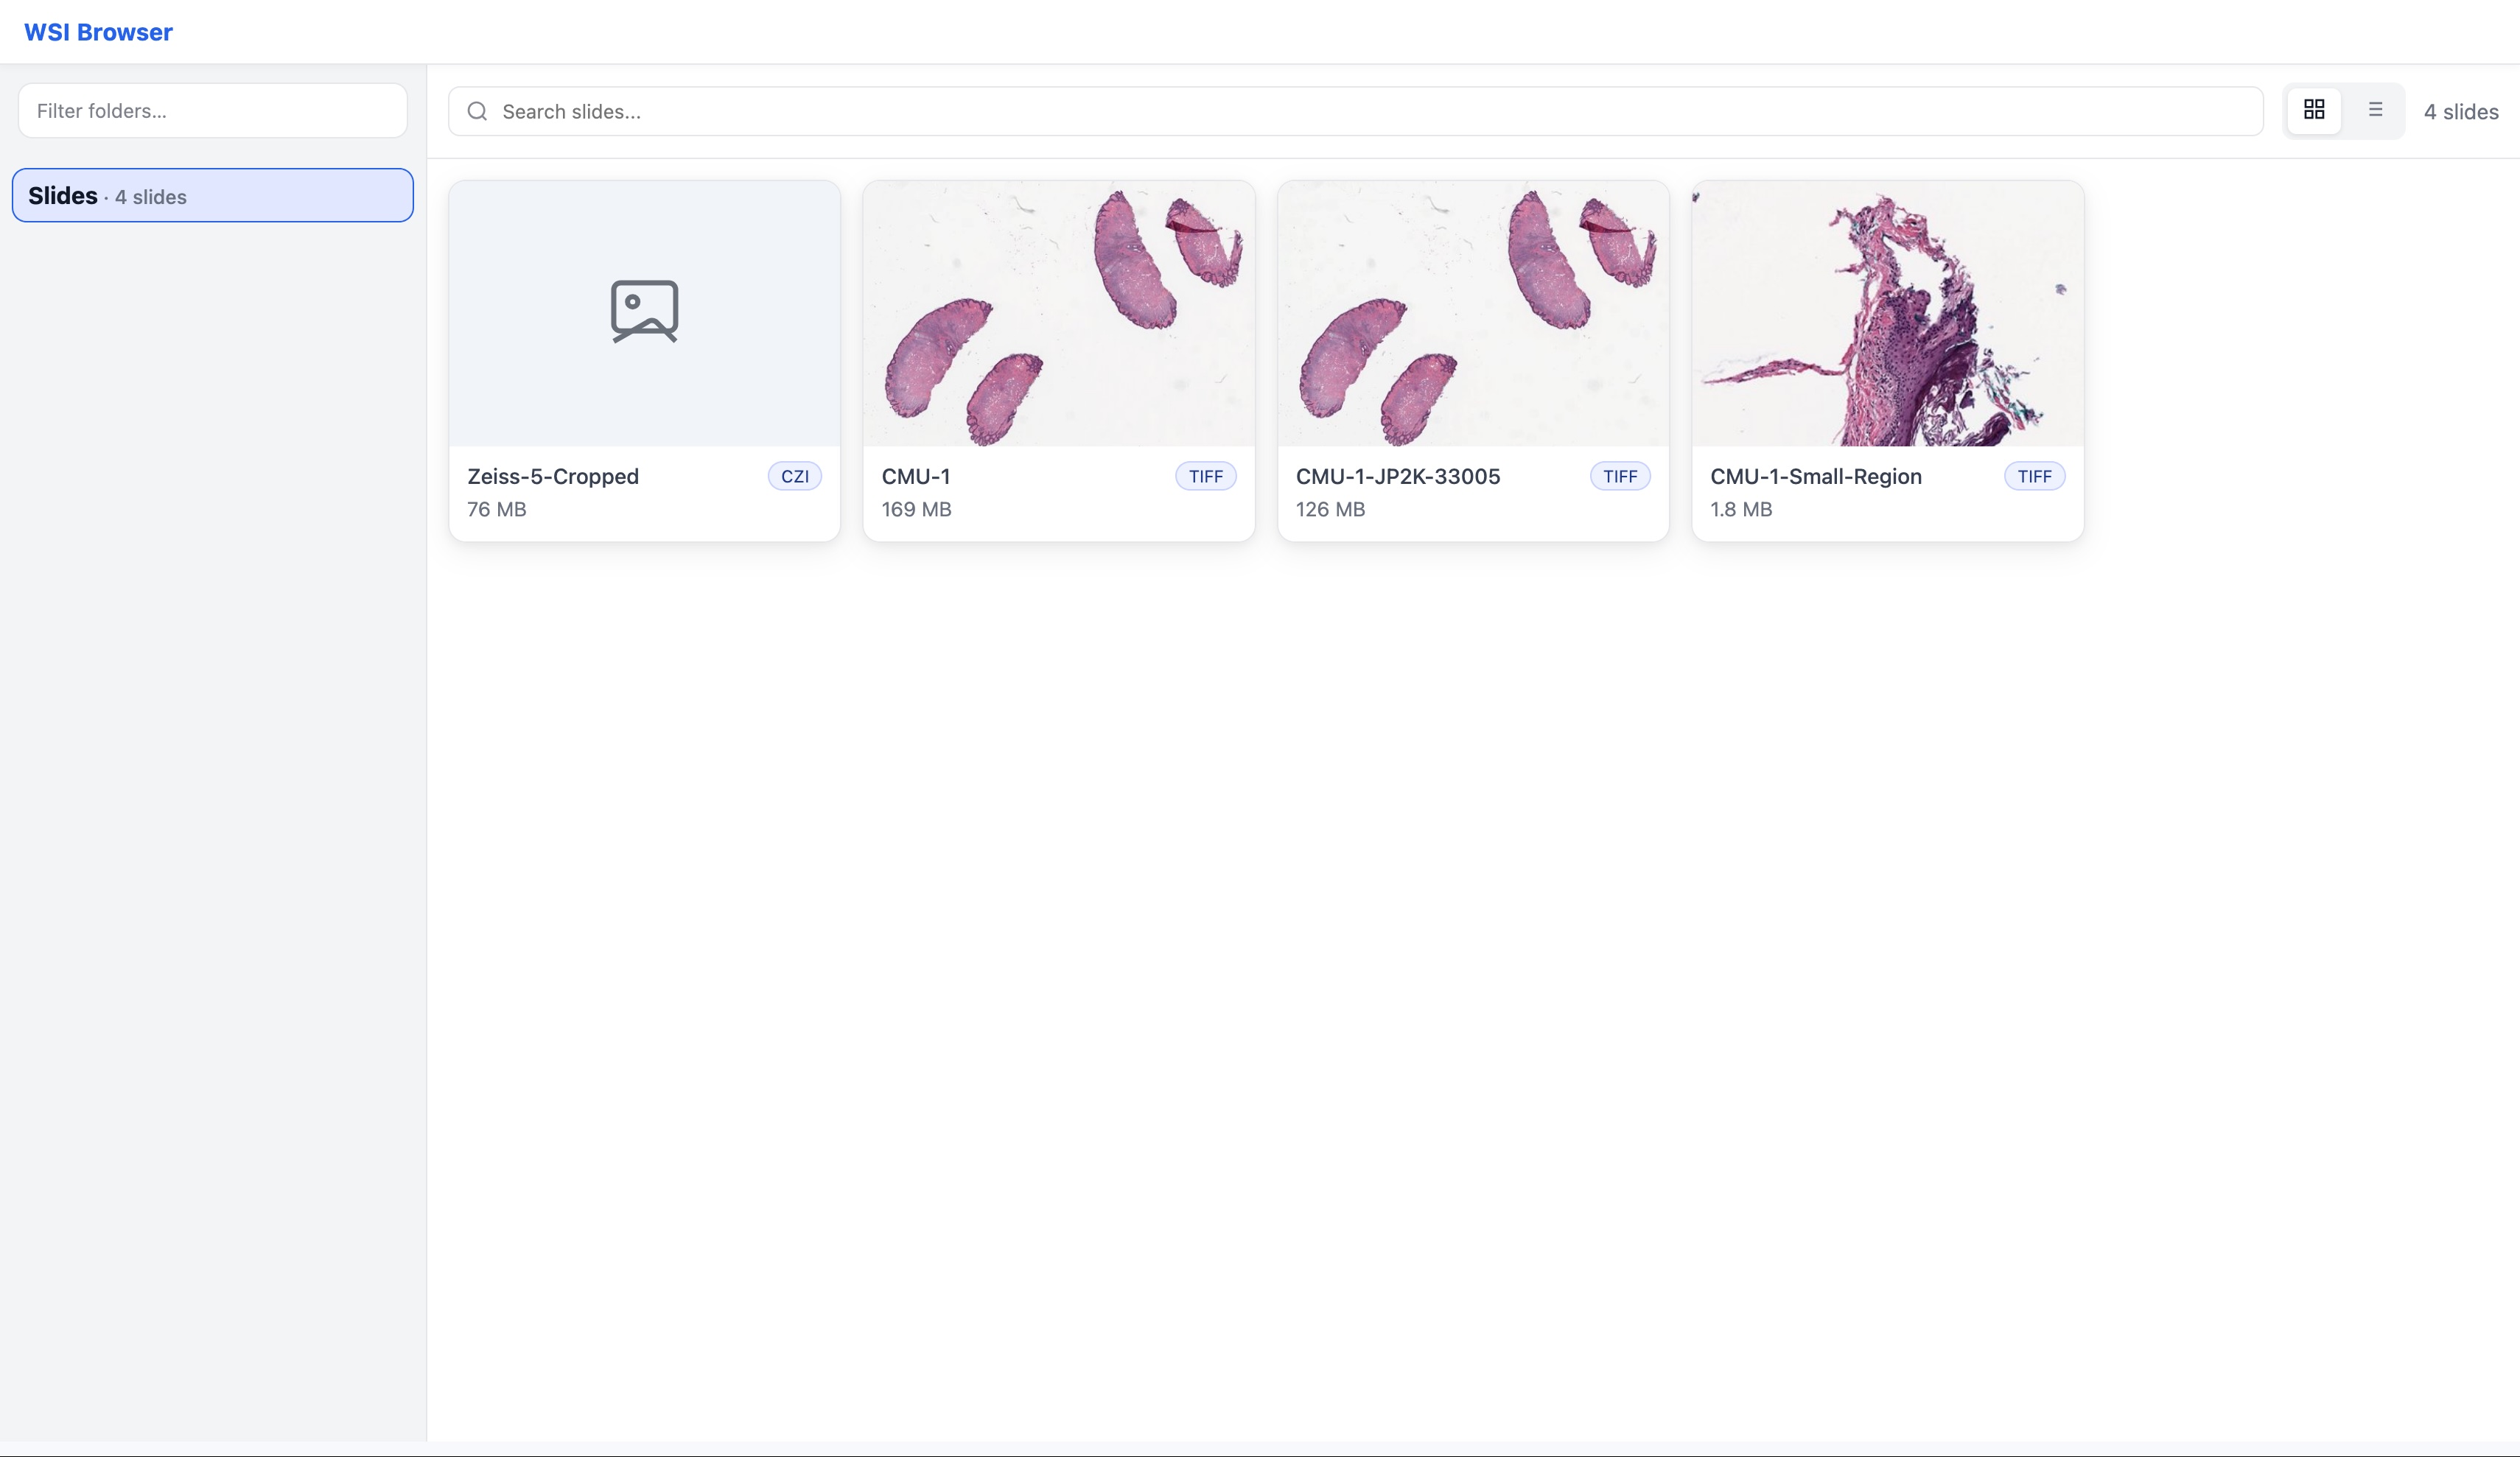 WSI Browser
Filter folders...
Slides · 4 slides
Search slides...
4 slides
Zeiss-5-Cropped
CZI
76 MB
CMU-1
TIFF
169 MB
CMU-1-JP2K-33005
TIFF
126 MB
CMU-1-Small-Region
TIFF
1.8 MB